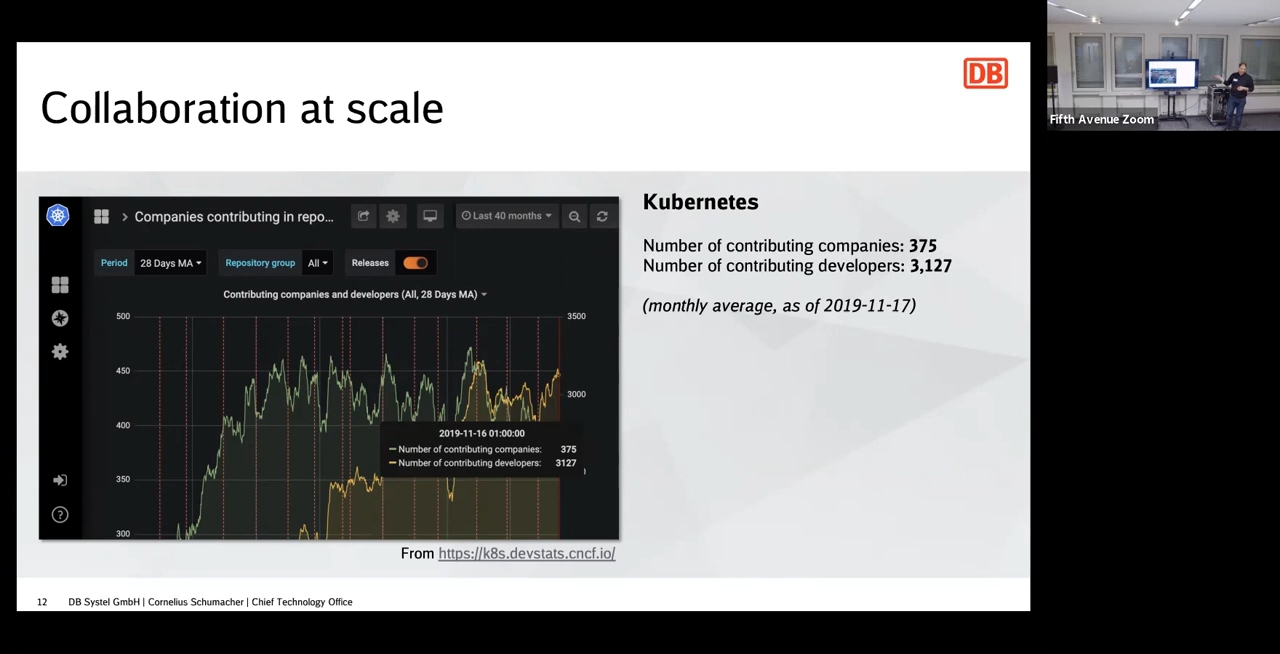 DB
Collaboration at scale
Fifth Avenue Zoom
Companies contributing in repo...
Last 40 months
Period
28 Days MA
Repository group
All
Releases
Contributing companies and developers (All, 28 Days MA)
500
3500
450
3000
400
350
300
2019-11-16 01:00:00
Number of contributing companies: 375
Number of contributing developers: 3127
From https://k8s.devstats.cncf.io/
Kubernetes
Number of contributing companies: 375
Number of contributing developers: 3,127
(monthly average, as of 2019-11-17)
12 DB Systel GmbH | Cornelius Schumacher | Chief Technology Office